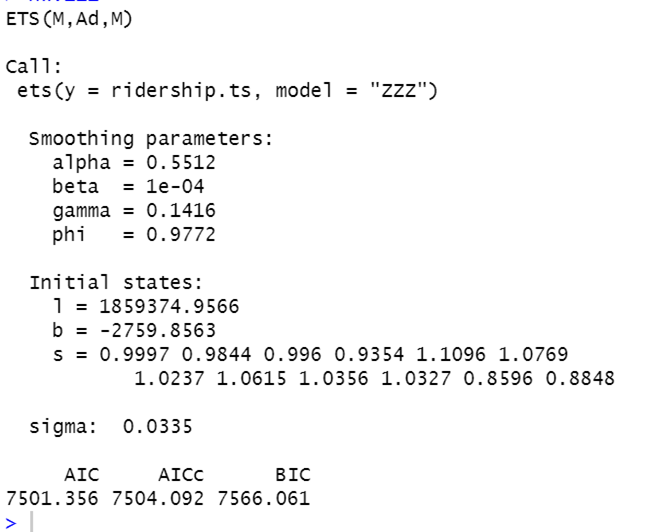 ETS(M,Ad,M)
Call:
ets(y = ridership.ts, model = "ZZZ")
Smoothing parameters:
alpha = 0.5512
beta  = 1e-04
gamma = 0.1416
phi   = 0.9772
Initial states:
l = 1859374.9566
b = -2759.8563
s = 0.9997 0.9844 0.996 0.9354 1.1096 1.0769
1.0237 1.0615 1.0356 1.0327 0.8596 0.8848
sigma:  0.0335
AIC     AICc      BIC
7501.356 7504.092 7566.061
>